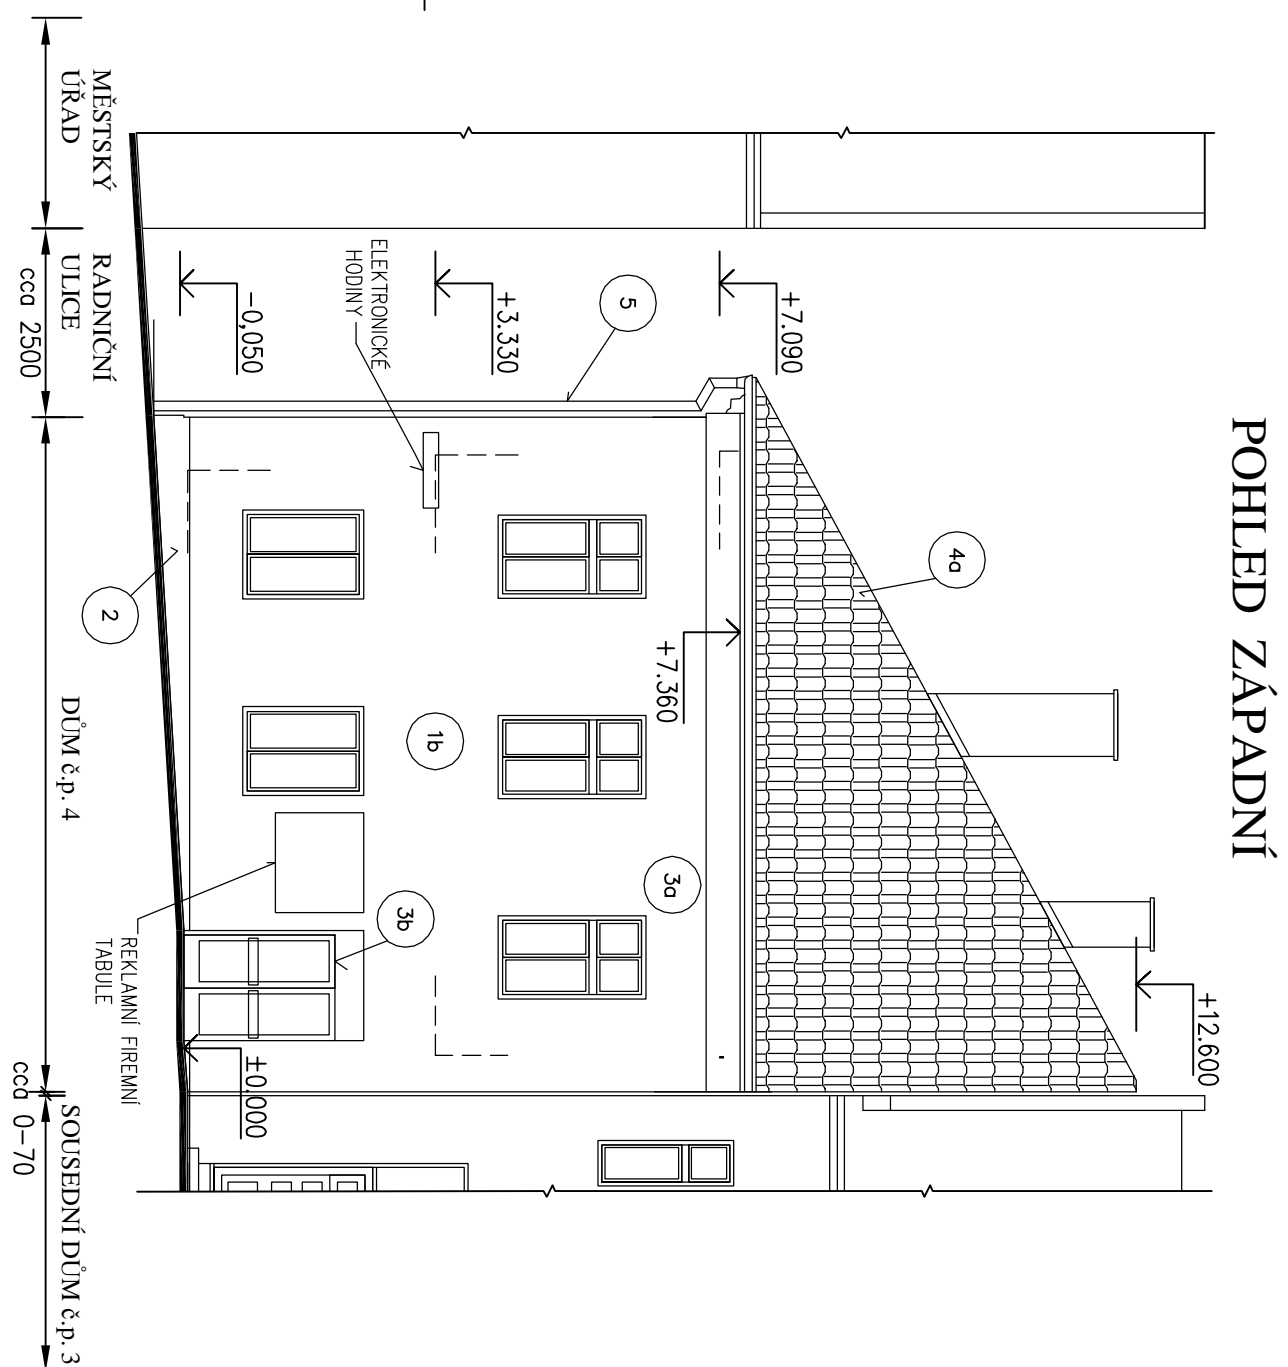 POHLED ZÁPADNÍ
+12.600
4a
+7.090
+7.360
3a
5
+3.330
ELEKTRONICKÉ
HODINY
1b
3b
-0,050
2
±0.000
REKLAMNÍ FIREMNÍ
TABULE
MĚSTSKÝ
ÚŘAD
RADNIČNÍ
ULICE
cca 2500
DŮM č.p. 4
SOUSEDNÍ DŮM č.p. 3
cca 0-70